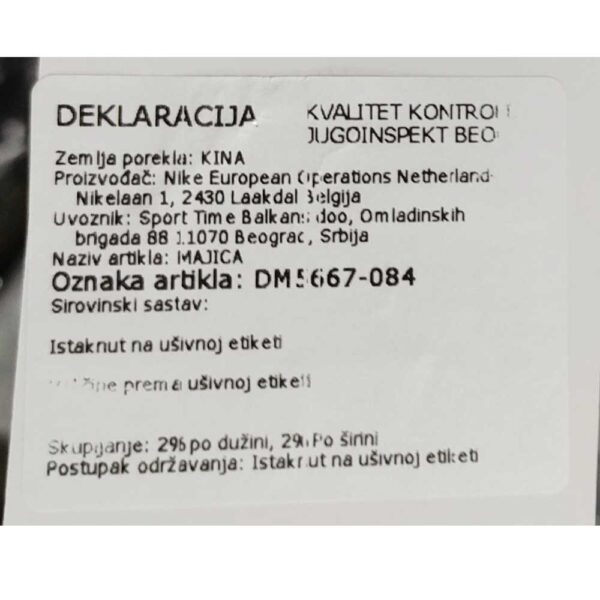 DEKLARACIJA
KVALITET KONTROL
JUGOINSPEKT BEO
Zemlja porekla: KINA
Proizvođač: Nike European Operations Netherland
Nikelaan 1, 2430 Laakdal Belgija
Uvoznik: Sport Time Balkans doo, Omladinskih
brigada 88 11070 Beograd, Srbija
Naziv artikla: MAJICA
Oznaka artikla: DM5667-084
Sirovinski sastav:
Istaknut na ušivnoj etiketi
prema ušivnoj etiketi
Skupljanje: 2% po dužini, 2% Po širini
Postupak održavanja: Istaknut na ušivnoj etiketi